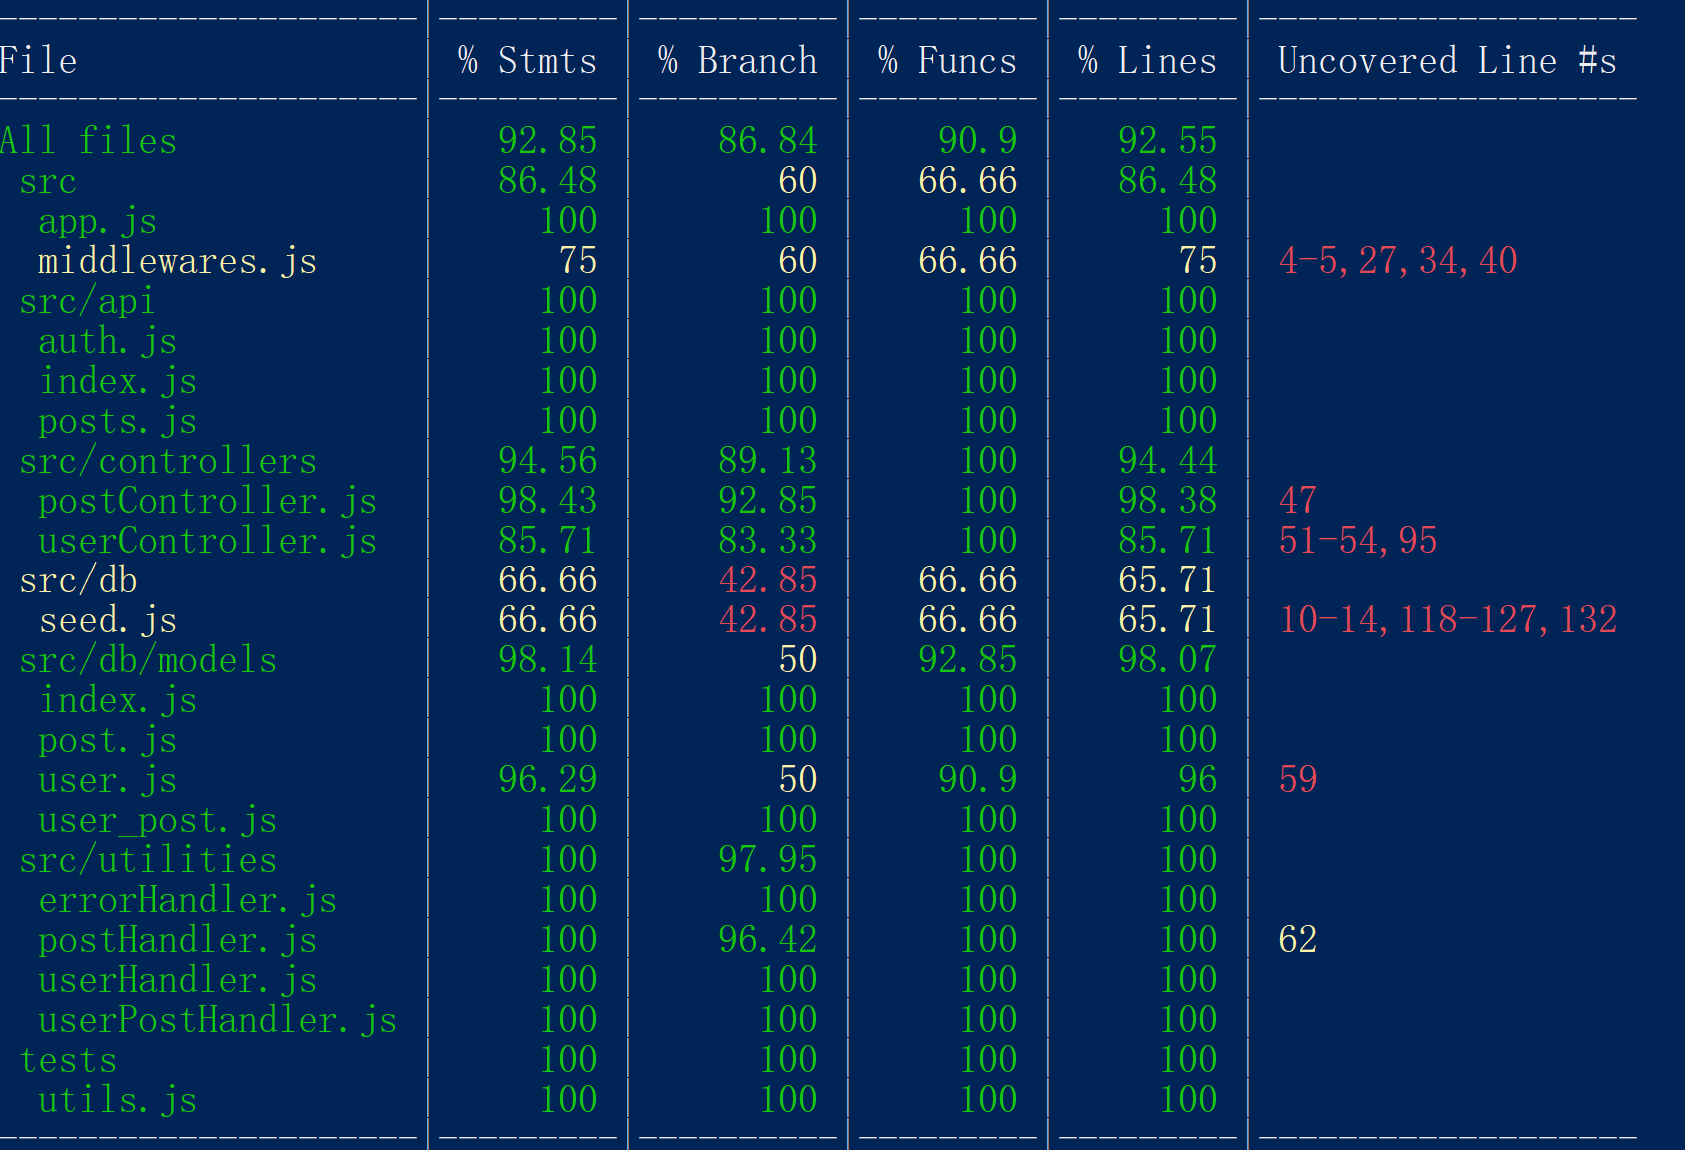 --------------------|---------|----------|---------|---------|-------------------
File | % Stmts | % Branch | % Funcs | % Lines | Uncovered Line #s
--------------------|---------|----------|---------|---------|-------------------
All files | 92.85 | 86.84 | 90.9 | 92.55 |
src | 86.48 | 60 | 66.66 | 86.48 |
app.js | 100 | 100 | 100 | 100 |
middlewares.js | 75 | 60 | 66.66 | 75 | 4-5,27,34,40
src/api | 100 | 100 | 100 | 100 |
auth.js | 100 | 100 | 100 | 100 |
index.js | 100 | 100 | 100 | 100 |
posts.js | 100 | 100 | 100 | 100 |
src/controllers | 94.56 | 89.13 | 100 | 94.44 |
postController.js | 98.43 | 92.85 | 100 | 98.38 | 47
userController.js | 85.71 | 83.33 | 100 | 85.71 | 51-54,95
src/db | 66.66 | 42.85 | 66.66 | 65.71 |
seed.js | 66.66 | 42.85 | 66.66 | 65.71 | 10-14,118-127,132
src/db/models | 98.14 | 50 | 92.85 | 98.07 |
index.js | 100 | 100 | 100 | 100 |
post.js | 100 | 100 | 100 | 100 |
user.js | 96.29 | 50 | 90.9 | 96 | 59
user_post.js | 100 | 100 | 100 | 100 |
src/utilities | 100 | 97.95 | 100 | 100 |
errorHandler.js | 100 | 100 | 100 | 100 |
postHandler.js | 100 | 96.42 | 100 | 100 | 62
userHandler.js | 100 | 100 | 100 | 100 |
userPostHandler.js | 100 | 100 | 100 | 100 |
tests | 100 | 100 | 100 | 100 |
utils.js | 100 | 100 | 100 | 100 |
--------------------|---------|----------|---------|---------|-------------------